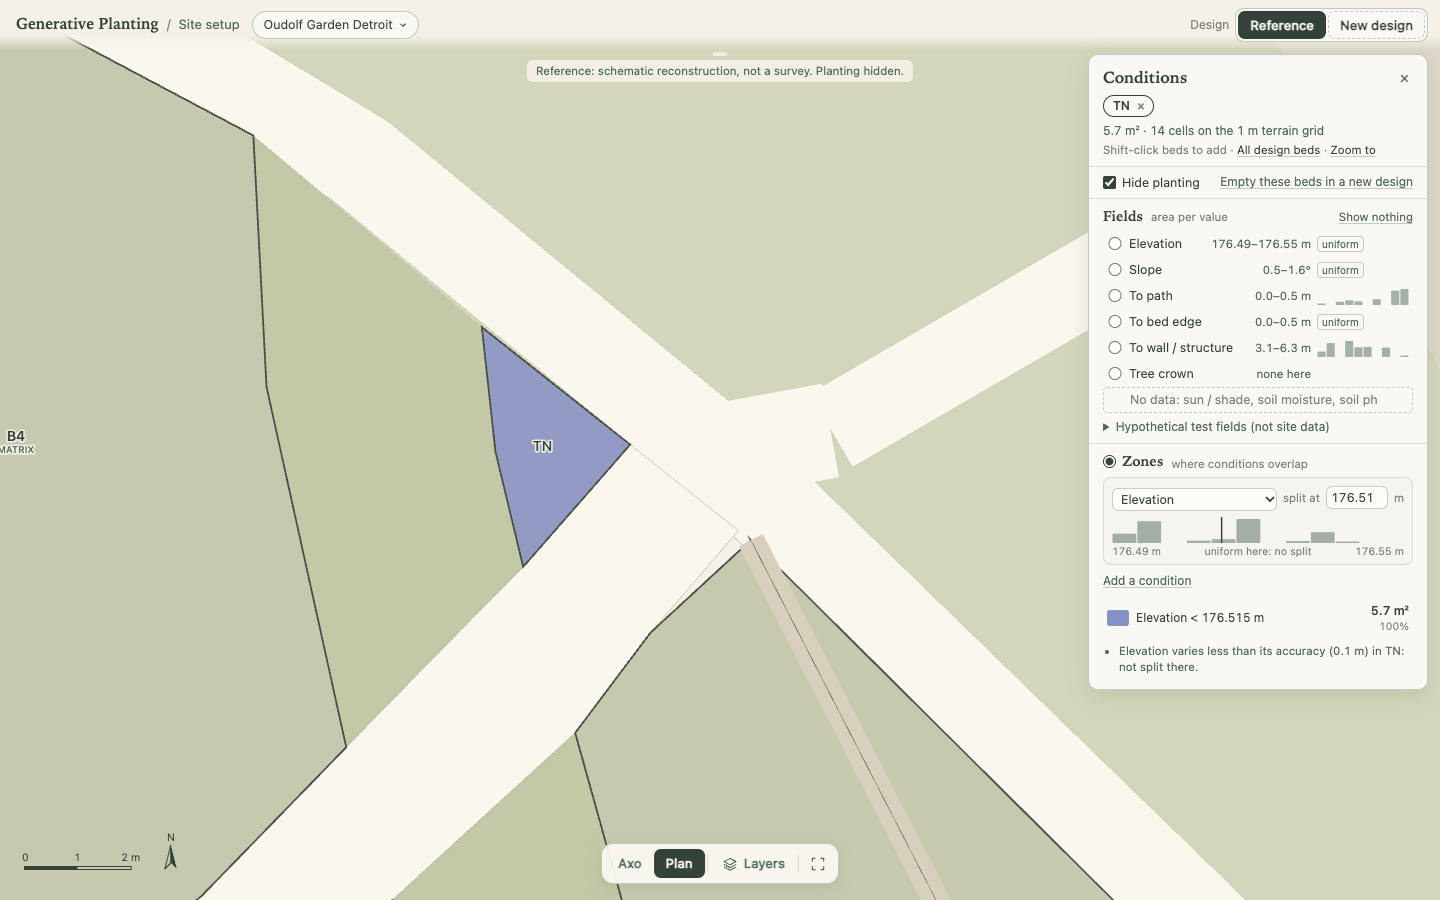 Generative Planting / Site setup
Oudolf Garden Detroit
Design
Reference
New design
Reference: schematic reconstruction, not a survey. Planting hidden.
Conditions ×
TN ×
5.7 m² · 14 cells on the 1 m terrain grid
Shift-click beds to add · All design beds · Zoom to
Hide planting
Empty these beds in a new design
Fields area per value
Show nothing
Elevation 176.49–176.55 m uniform
Slope 0.5–1.6° uniform
To path 0.0–0.5 m
To bed edge 0.0–0.5 m uniform
To wall / structure 3.1–6.3 m
Tree crown none here
No data: sun / shade, soil moisture, soil ph
Hypothetical test fields (not site data)
Zones where conditions overlap
Elevation split at 176.51 m
176.49 m uniform here: no split 176.55 m
Add a condition
Elevation < 176.515 m 5.7 m²
100%
• Elevation varies less than its accuracy (0.1 m) in TN:
not split there.
B4
MATRIX
TN
0 1 2 m
N
Axo
Plan
Layers